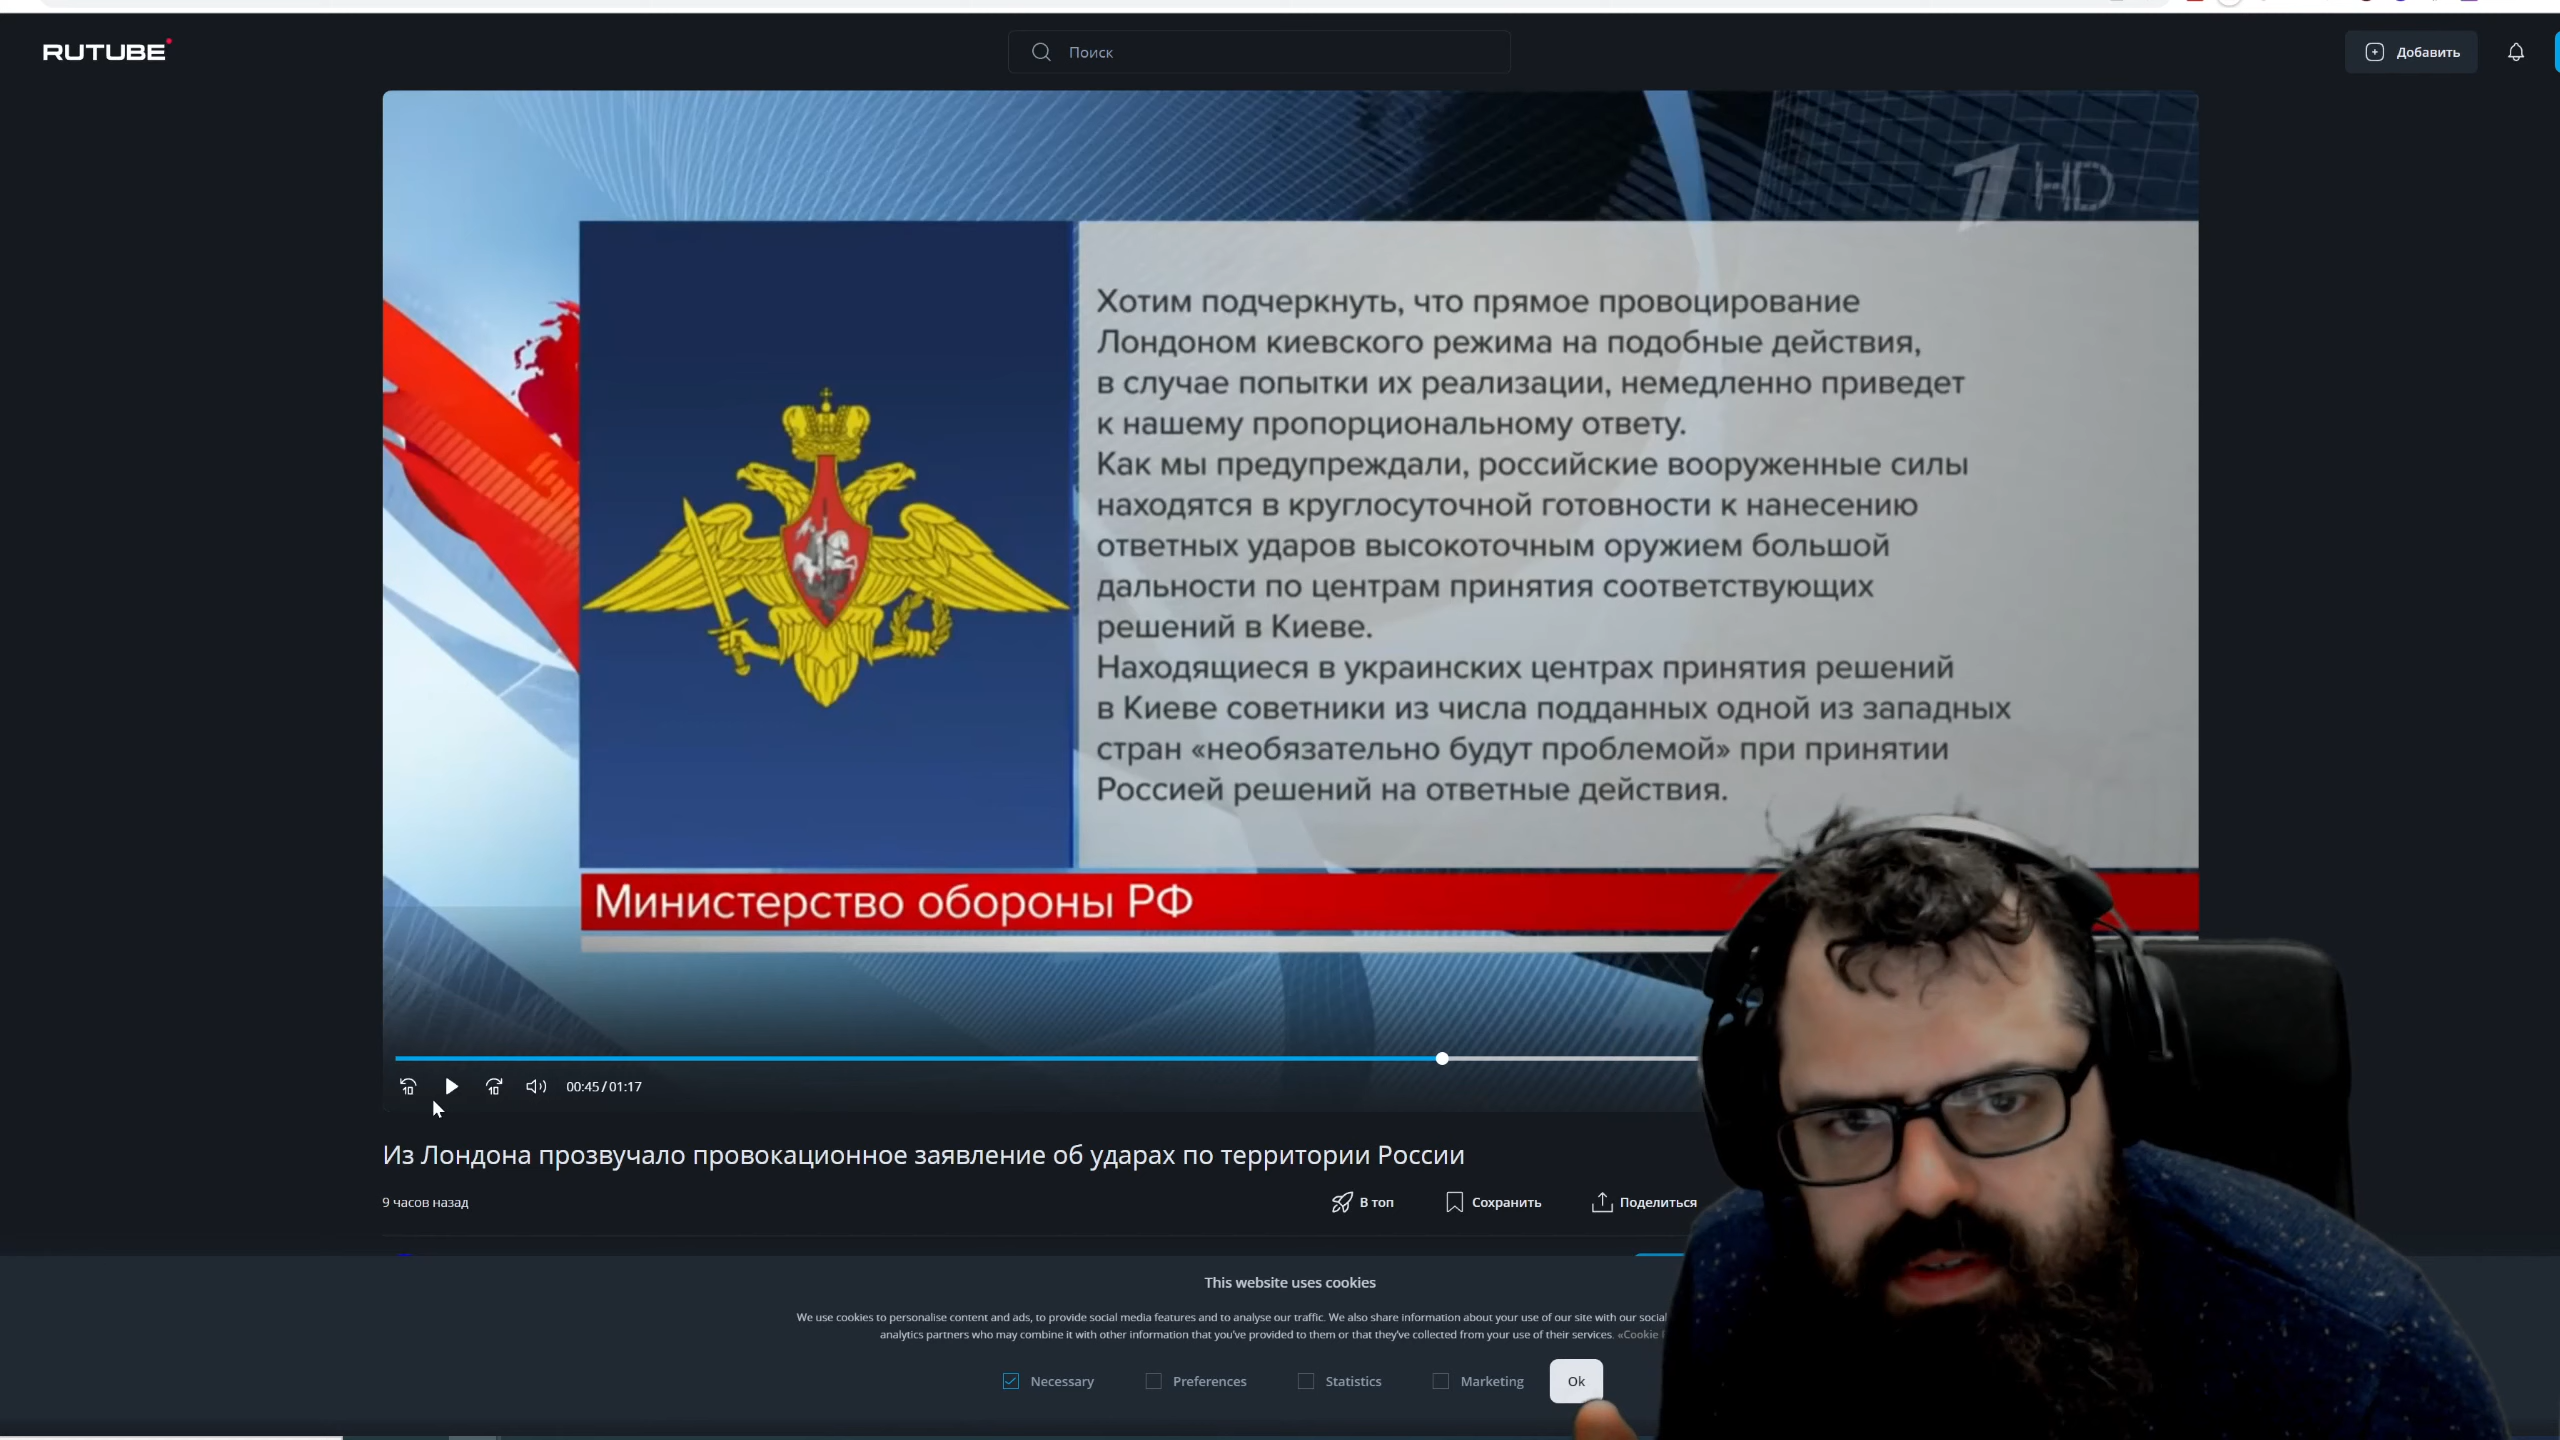 RUTUBE
Поиск
Добавить
1 HD
Хотим подчеркнуть, что прямое провоцирование
Лондоном киевского режима на подобные действия,
в случае попытки их реализации, немедленно приведет
к нашему пропорциональному ответу.
Как мы предупреждали, российские вооруженные силы
находятся в круглосуточной готовности к нанесению
ответных ударов высокоточным оружием большой
дальности по центрам принятия соответствующих
решений в Киеве.
Находящиеся в украинских центрах принятия решений
в Киеве советники из числа подданных одной из западных
стран «необязательно будут проблемой» при принятии
Россией решений на ответные действия.
Министерство обороны РФ
10
10
00:45 / 01:17
Из Лондона прозвучало провокационное заявление об ударах по территории России
9 часов назад
В топ
Сохранить
Поделиться
This website uses cookies
We use cookies to personalise content and ads, to provide social media features and to analyse our traffic. We also share information about your use of our site with our social
analytics partners who may combine it with other information that you've provided to them or that they've collected from your use of their services. «Cookie
Necessary
Preferences
Statistics
Marketing
Ok